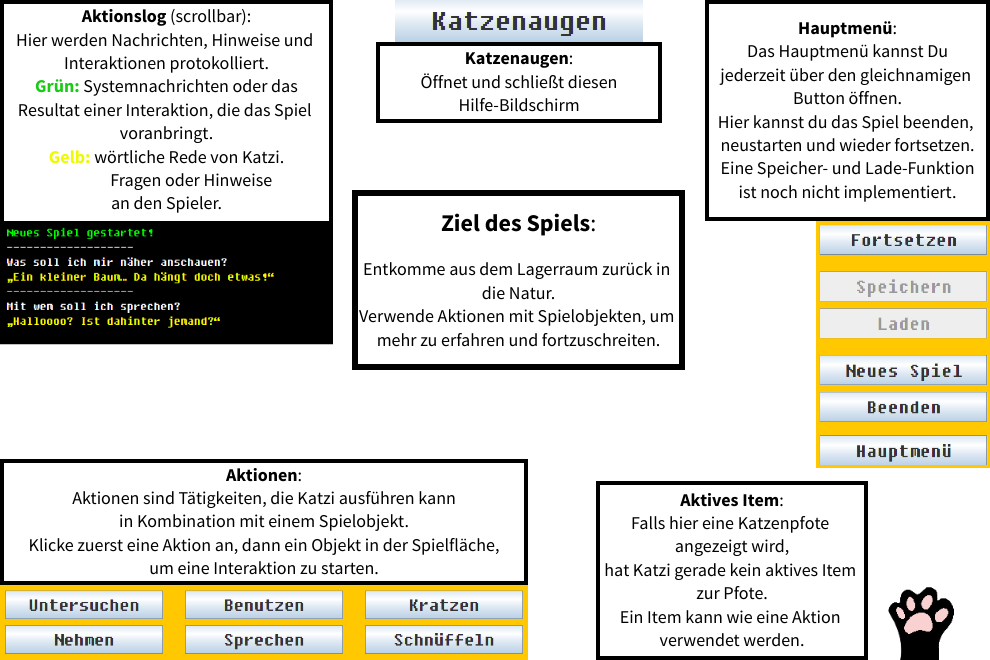 Aktionslog (scrollbar):
Hier werden Nachrichten, Hinweise und
Interaktionen protokolliert.
Grün: Systemnachrichten oder das
Resultat einer Interaktion, die das Spiel
voranbringt.
Gelb: wörtliche Rede von Katzi.
Fragen oder Hinweise
an den Spieler.
Neues Spiel gestartet!
-------------------
Was soll ich mir näher anschauen?
„Ein kleiner Baum… Da hängt doch etwas!“
-------------------
Mit wem soll ich sprechen?
„Halloooo? Ist dahinter jemand?“
Katzenaugen
Katzenaugen:
Öffnet und schließt diesen
Hilfe-Bildschirm
Ziel des Spiels:
Entkomme aus dem Lagerraum zurück in
die Natur.
Verwende Aktionen mit Spielobjekten, um
mehr zu erfahren und fortzuschreiten.
Hauptmenü:
Das Hauptmenü kannst Du
jederzeit über den gleichnamigen
Button öffnen.
Hier kannst du das Spiel beenden,
neustarten und wieder fortsetzen.
Eine Speicher- und Lade-Funktion
ist noch nicht implementiert.
Fortsetzen
Speichern
Laden
Neues Spiel
Beenden
Hauptmenü
Aktionen:
Aktionen sind Tätigkeiten, die Katzi ausführen kann
in Kombination mit einem Spielobjekt.
Klicke zuerst eine Aktion an, dann ein Objekt in der Spielfläche,
um eine Interaktion zu starten.
Untersuchen Benutzen Kratzen
Nehmen Sprechen Schnüffeln
Aktives Item:
Falls hier eine Katzenpfote
angezeigt wird,
hat Katzi gerade kein aktives Item
zur Pfote.
Ein Item kann wie eine Aktion
verwendet werden.